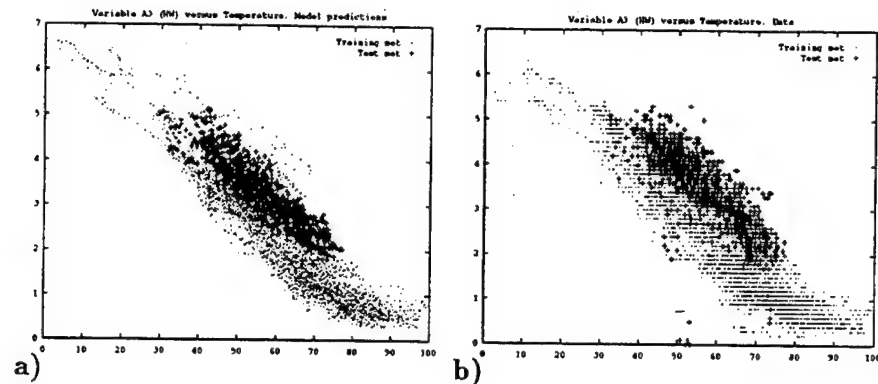 Variable A3 (HW) versus Temperature. Model predictions
Training set
Test set +
7
6
5
4
3
2
1
0
0 10 20 30 40 50 60 70 80 90 100
a)
Variable A3 (HW) versus Temperature. Data
Training set
Test set +
7
6
5
4
3
2
1
0
0 10 20 30 40 50 60 70 80 90 100
b)